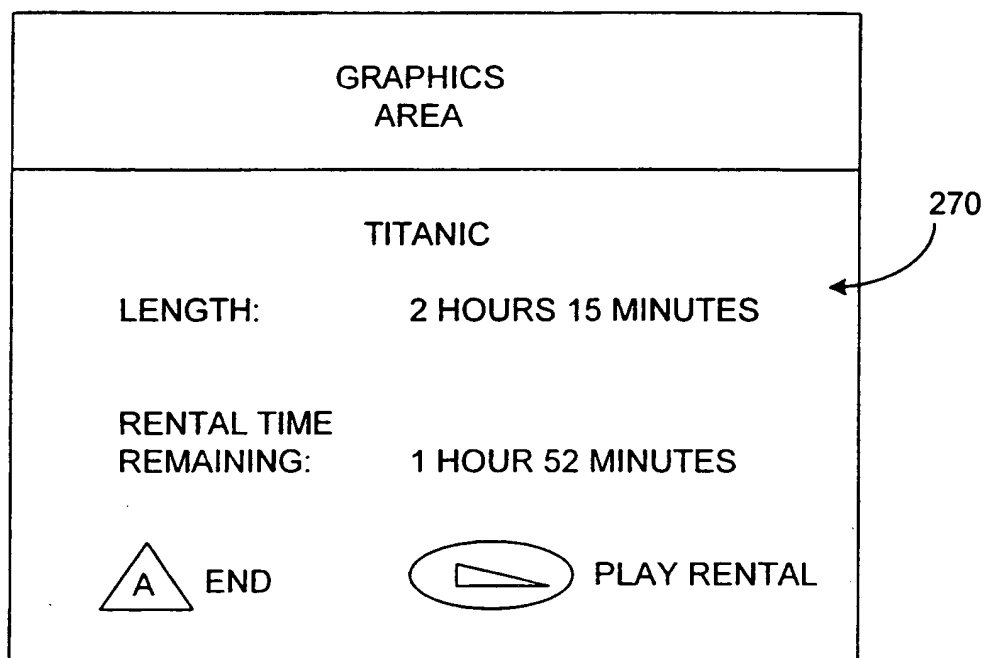 GRAPHICS
AREA
270
TITANIC
LENGTH: 2 HOURS 15 MINUTES
RENTAL TIME
REMAINING: 1 HOUR 52 MINUTES
A END PLAY RENTAL